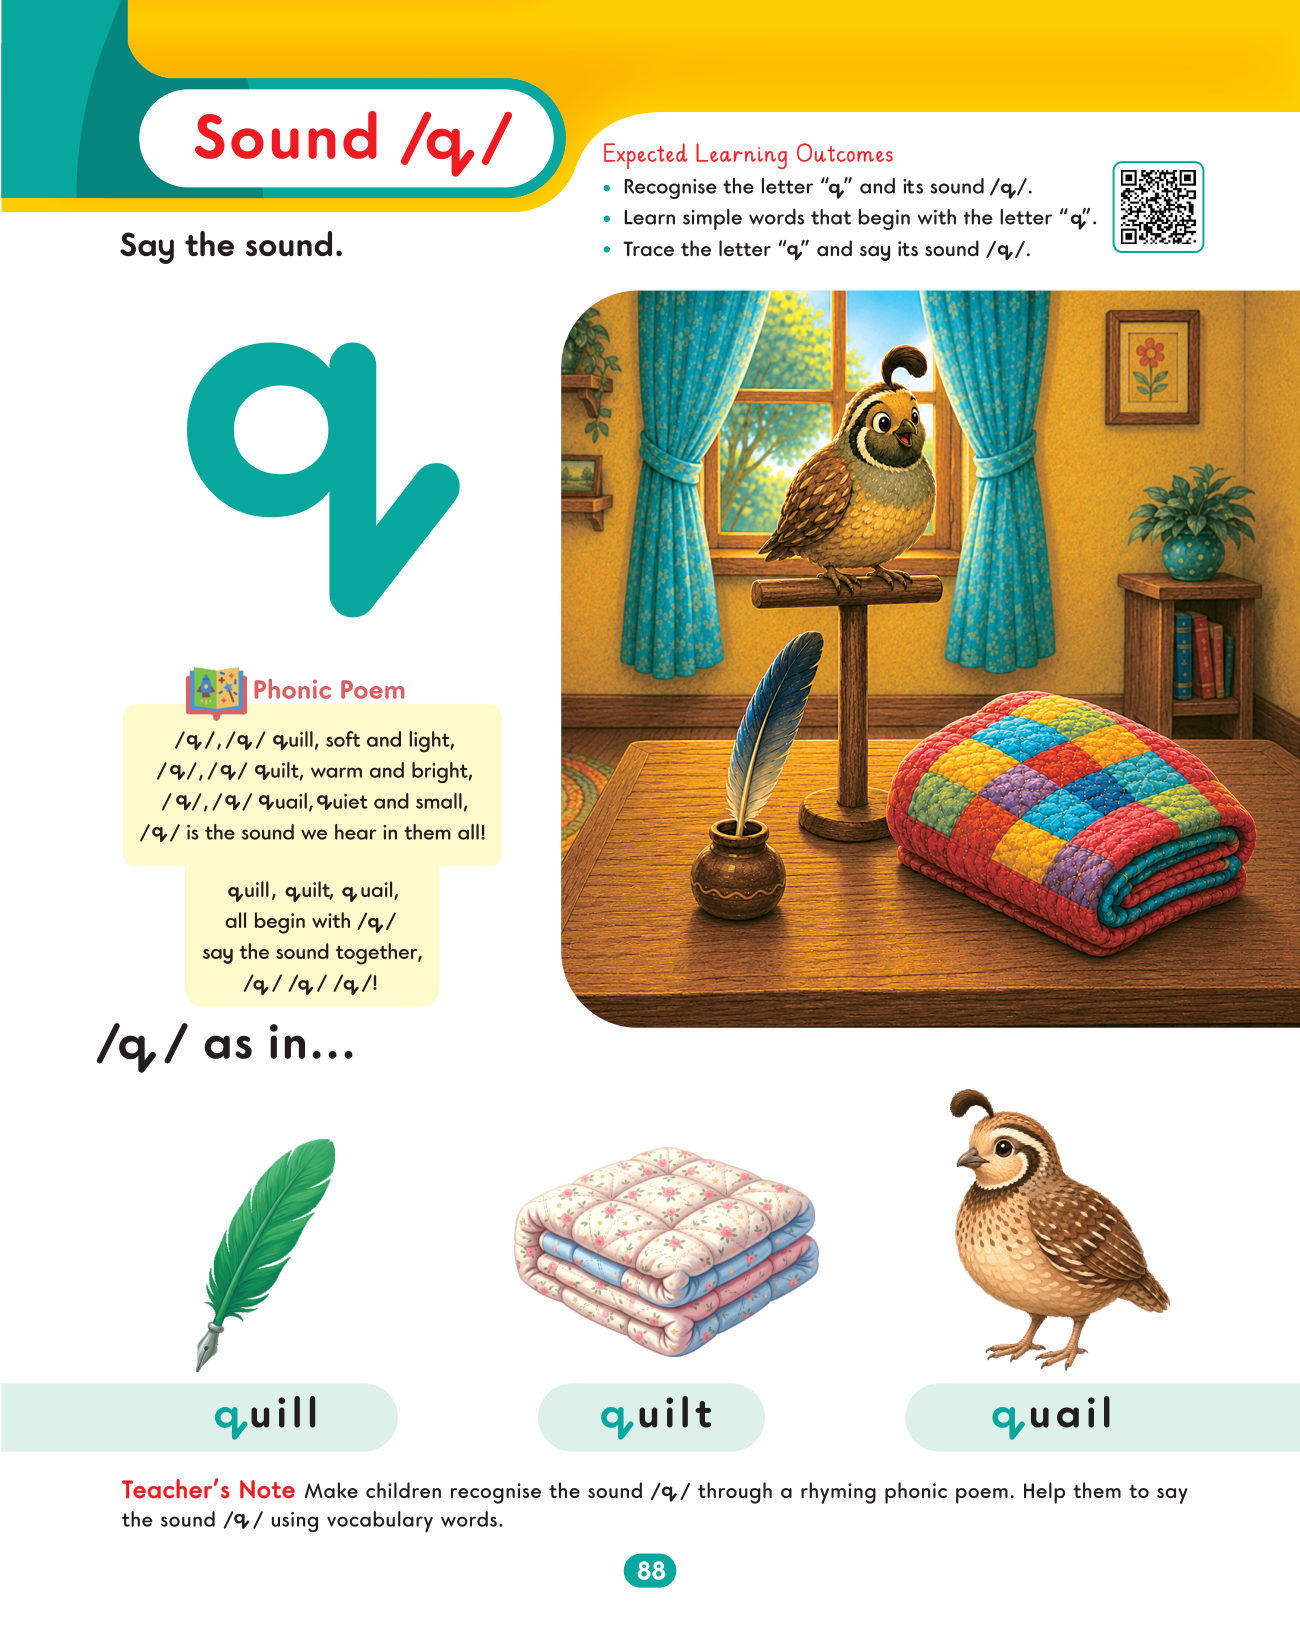 Sound /q/
Expected Learning Outcomes
• Recognise the letter “q” and its sound /q/.
• Learn simple words that begin with the letter “q”.
• Trace the letter “q” and say its sound /q/.
Say the sound.
q
Phonic Poem
/q/, /q/ quill, soft and light,
/q/, /q/ quilt, warm and bright,
/q/, /q/ quail, quiet and small,
/q/ is the sound we hear in them all!
quill, quilt, quail,
all begin with /q/
say the sound together,
/q/ /q/ /q/!
/q/ as in...
quill
quilt
quail
Teacher’s Note Make children recognise the sound /q/ through a rhyming phonic poem. Help them to say
the sound /q/ using vocabulary words.
88